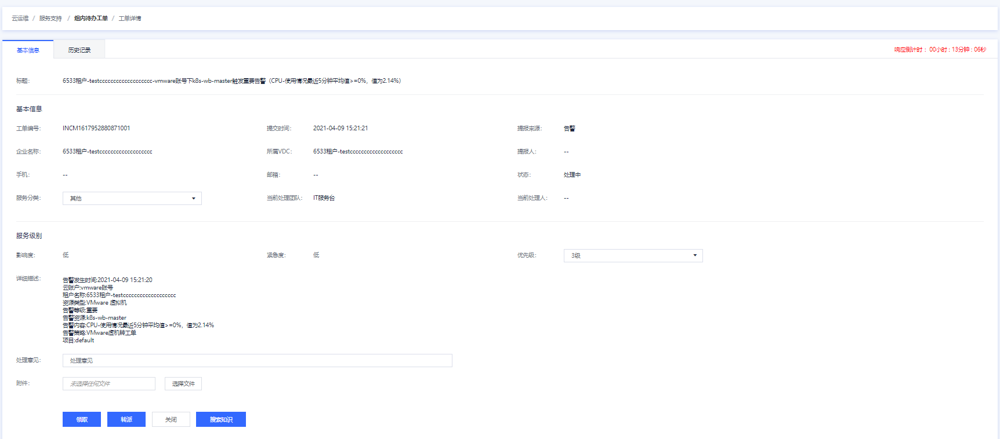 云运维 / 服务支持 / 组内待办工单 / 工单详情
基本信息 历史记录 响应倒计时： 00小时 : 13分钟 : 06秒
标题： 6533租户-testccccccccccccccccccc-vmware账号下k8s-wb-master触发重要告警（CPU-使用情况最近5分钟平均值>=0%，值为2.14%）
基本信息
工单编号： INCM1617952880871001 提交时间： 2021-04-09 15:21:21 提报来源： 告警
企业名称： 6533租户-testccccccccccccccccccc 所属VDC： 6533租户-testccccccccccccccccccc 提报人： --
手机： -- 邮箱： -- 状态： 处理中
服务分类： 其他 当前处理团队： IT服务台 当前处理人： --
服务级别
影响度： 低 紧急度： 低 优先级： 3级
详细描述： 告警发生时间:2021-04-09 15:21:20
云账户:vmware账号
租户名称:6533租户-testccccccccccccccccccc
资源类型:VMware 虚拟机
告警等级:重要
告警资源:k8s-wb-master
告警内容:CPU-使用情况最近5分钟平均值>=0%，值为2.14%
告警策略:VMware虚机转工单
项目:default
处理意见： 处理意见
附件： 未选择任何文件 选择文件
领取 转派 关闭 搜索知识